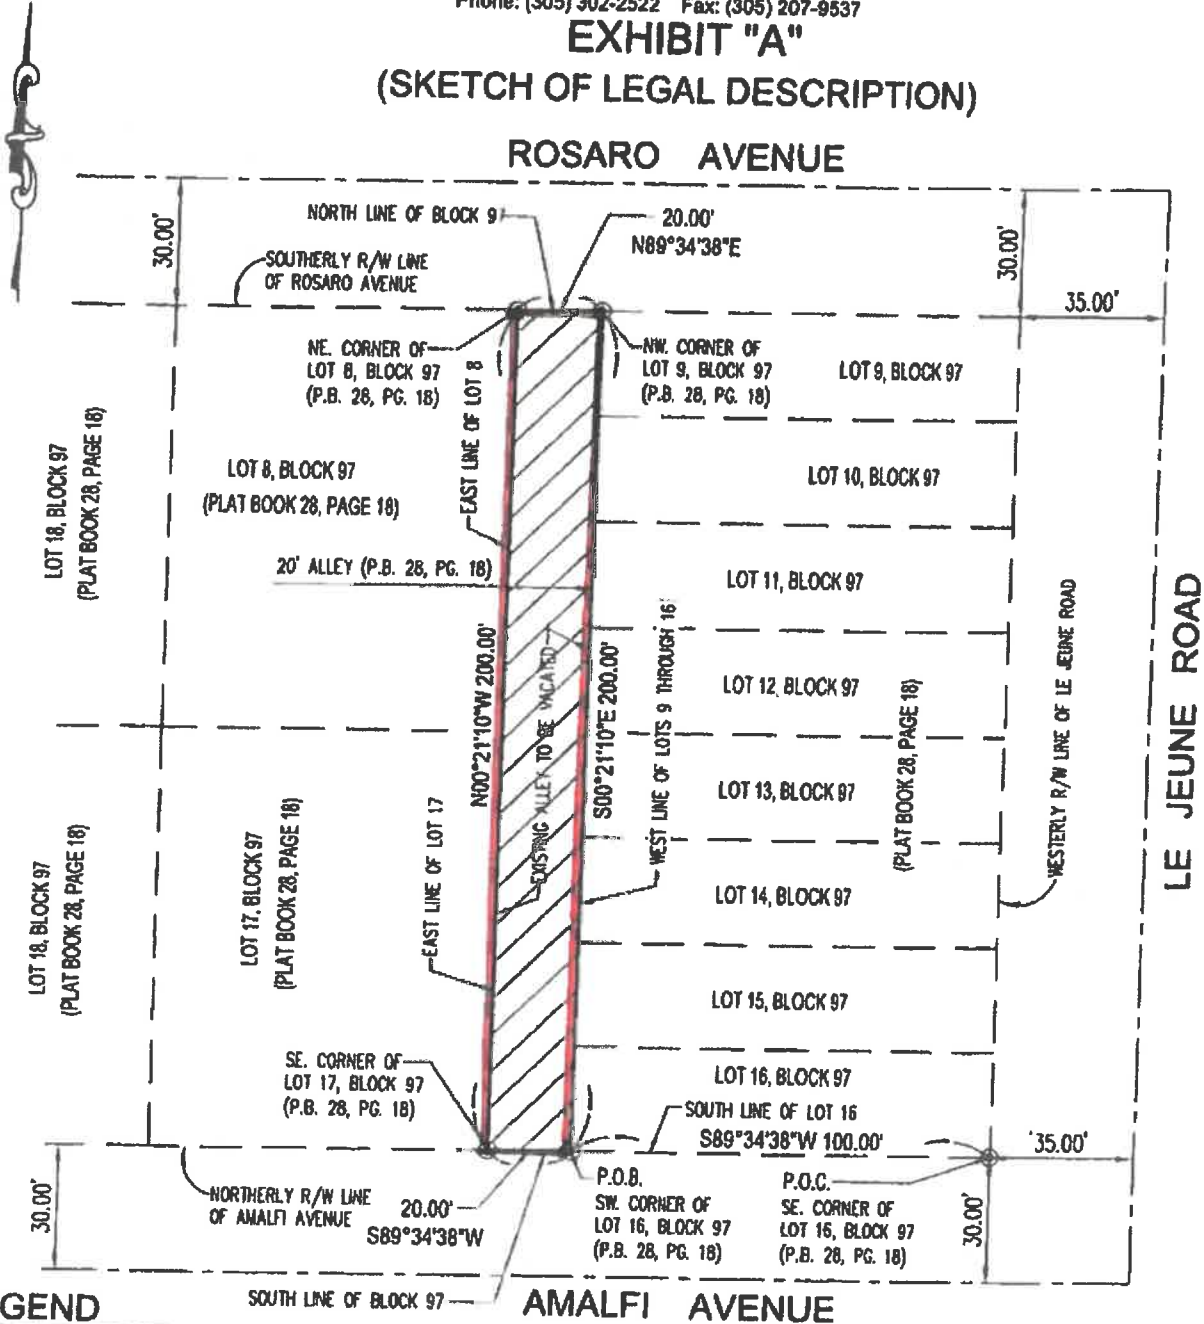 Phone: (305) 302-2522 Fax: (305) 207-9537
EXHIBIT "A"
(SKETCH OF LEGAL DESCRIPTION)
ROSARO AVENUE
NORTH LINE OF BLOCK 9
20.00'
N89°34'38"E
30.00'
30.00'
SOUTHERLY R/W LINE
OF ROSARO AVENUE
35.00'
NE. CORNER OF
LOT 8, BLOCK 97
(P.B. 28, PG. 18)
NW. CORNER OF
LOT 9, BLOCK 97
(P.B. 28, PG. 18)
LOT 9, BLOCK 97
EAST LINE OF LOT 8
LOT 18, BLOCK 97
(PLAT BOOK 28, PAGE 18)
LOT 8, BLOCK 97
(PLAT BOOK 28, PAGE 18)
LOT 10, BLOCK 97
20' ALLEY (P.B. 28, PG. 18)
LOT 11, BLOCK 97
N00°21'10"W 200.00'
EXISTING ALLEY TO BE VACATED
S00°21'10"E 200.00'
WEST LINE OF LOTS 9 THROUGH 16
LOT 12, BLOCK 97
(PLAT BOOK 28, PAGE 18)
WESTERLY R/W LINE OF LE JEUNE ROAD
LE JEUNE ROAD
LOT 13, BLOCK 97
LOT 18, BLOCK 97
(PLAT BOOK 28, PAGE 18)
LOT 17, BLOCK 97
(PLAT BOOK 28, PAGE 18)
EAST LINE OF LOT 17
LOT 14, BLOCK 97
LOT 15, BLOCK 97
SE. CORNER OF
LOT 17, BLOCK 97
(P.B. 28, PG. 18)
LOT 16, BLOCK 97
SOUTH LINE OF LOT 16
S89°34'38"W 100.00'
35.00'
30.00'
NORTHERLY R/W LINE
OF AMALFI AVENUE
20.00'
S89°34'38"W
P.O.B.
SW. CORNER OF
LOT 16, BLOCK 97
(P.B. 28, PG. 18)
P.O.C.
SE. CORNER OF
LOT 16, BLOCK 97
(P.B. 28, PG. 18)
30.00'
SOUTH LINE OF BLOCK 97
AMALFI AVENUE
GEND